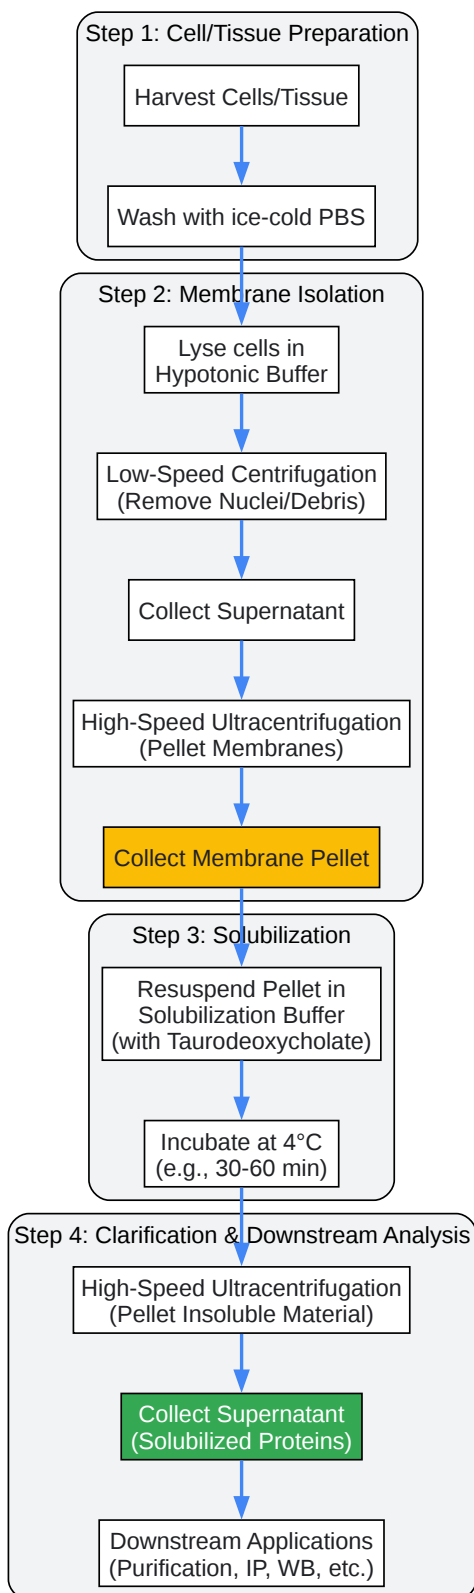 Step 1: Cell/Tissue Preparation
Harvest Cells/Tissue
Wash with ice-cold PBS
Step 2: Membrane Isolation
Lyse cells in
Hypotonic Buffer
Low-Speed Centrifugation
(Remove Nuclei/Debris)
Collect Supernatant
High-Speed Ultracentrifugation
(Pellet Membranes)
Collect Membrane Pellet
Step 3: Solubilization
Resuspend Pellet in
Solubilization Buffer
(with Taurodeoxycholate)
Incubate at 4°C
(e.g., 30-60 min)
Step 4: Clarification & Downstream Analysis
High-Speed Ultracentrifugation
(Pellet Insoluble Material)
Collect Supernatant
(Solubilized Proteins)
Downstream Applications
(Purification, IP, WB, etc.)